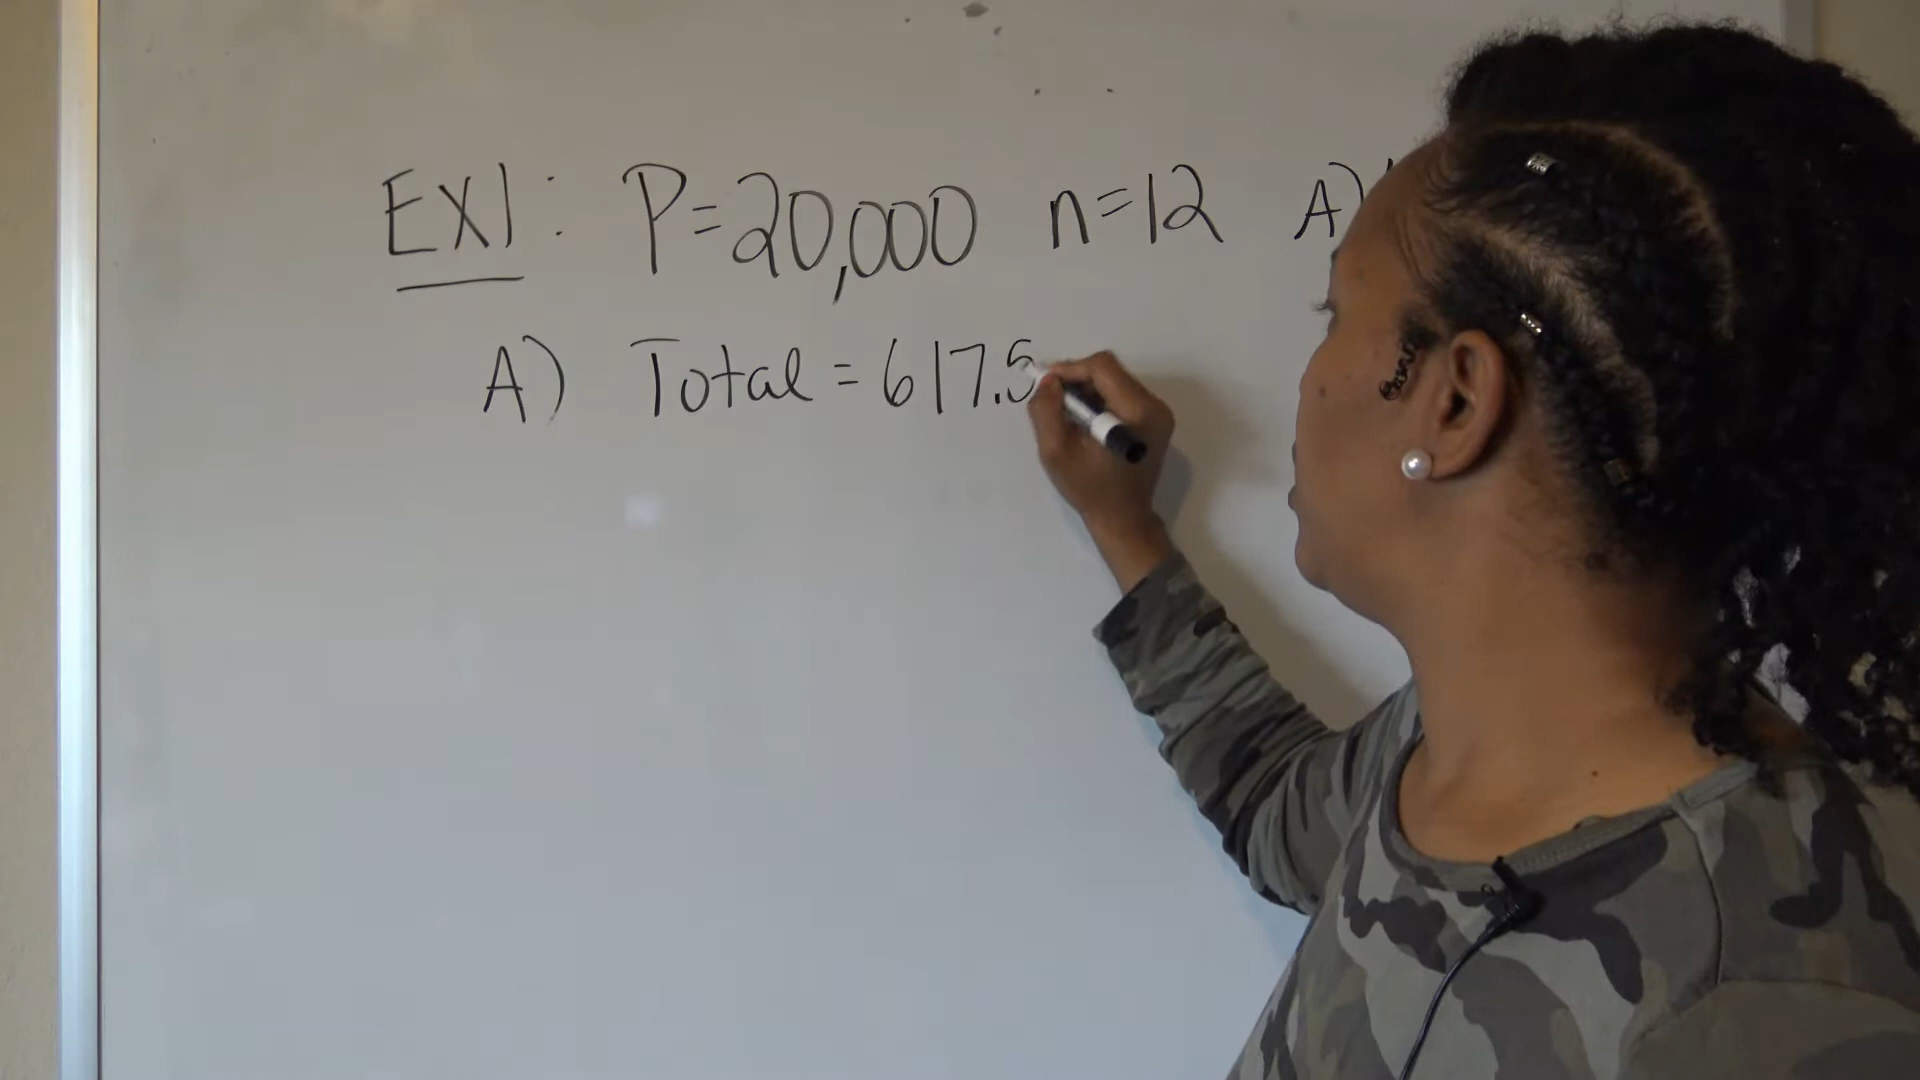 EX1: P=20,000 n=12 A)
A) Total = 617.5